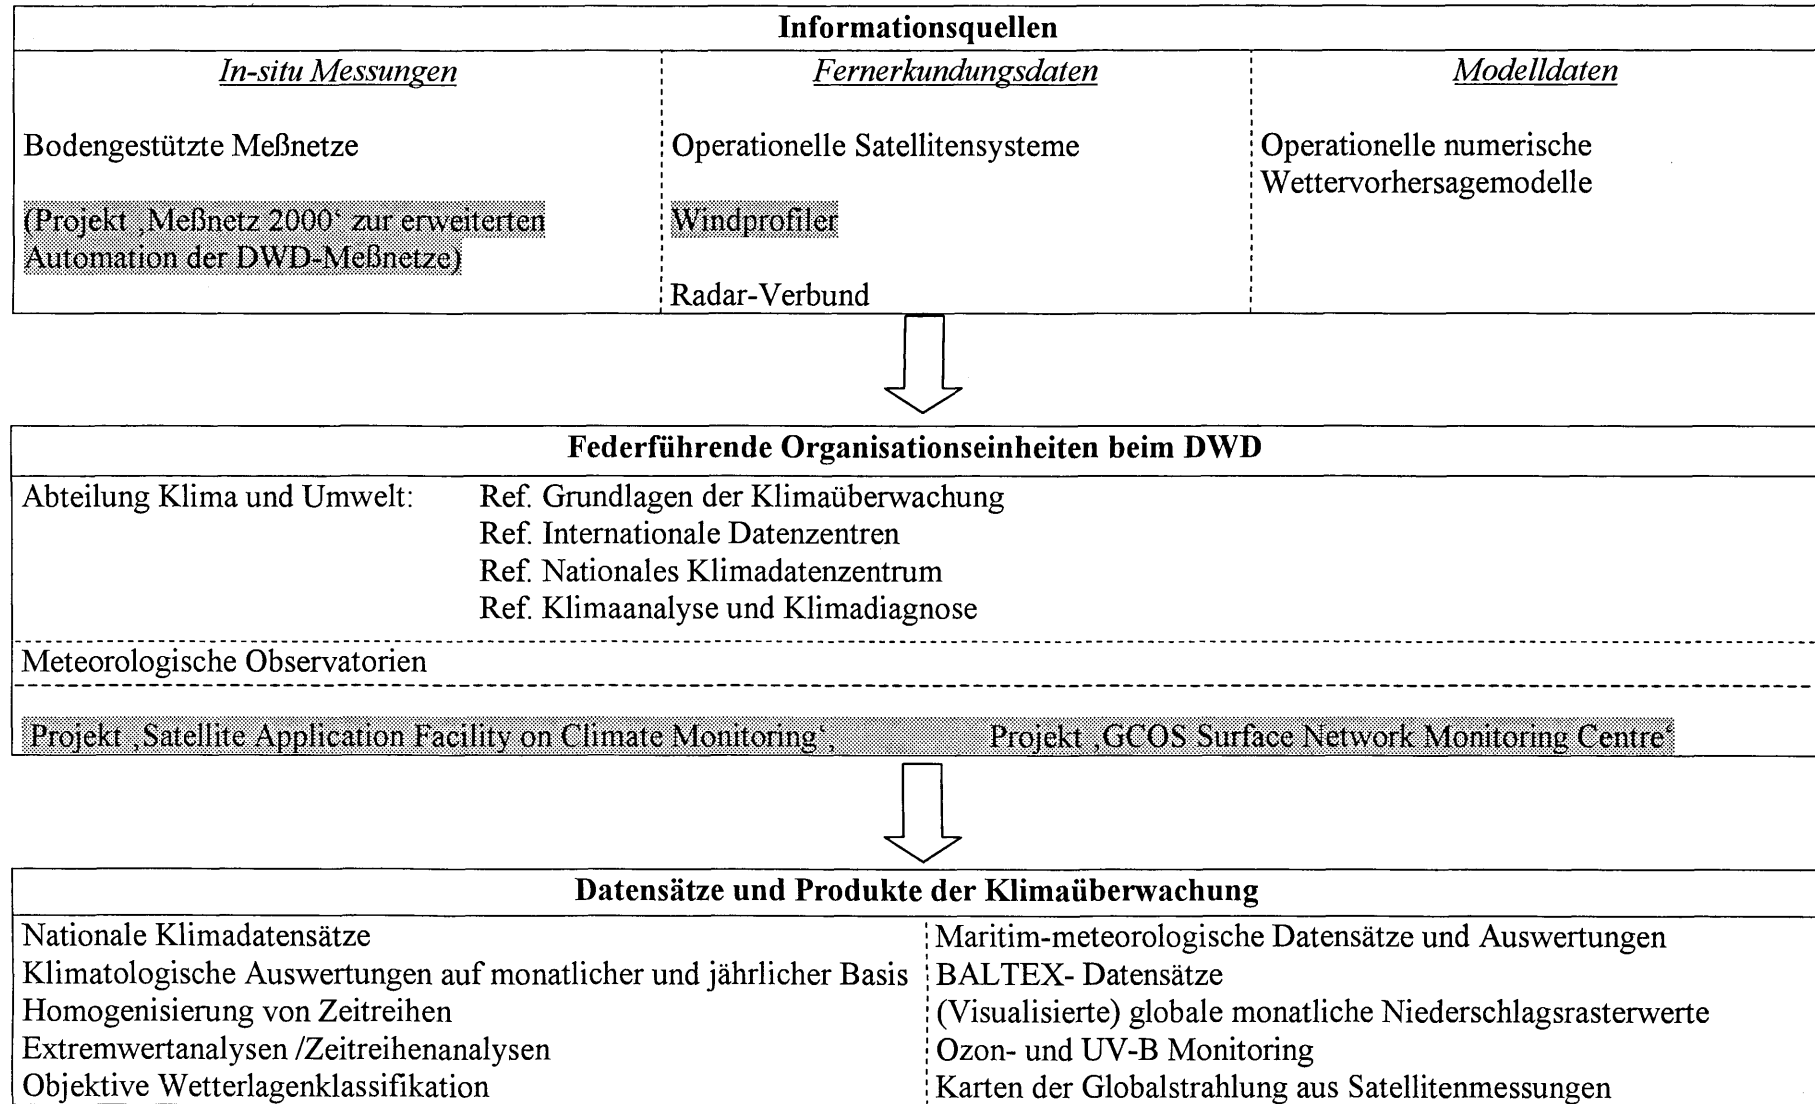 Informationsquellen
In-situ Messungen
Bodengestützte Meßnetze
(Projekt ‚Meßnetz 2000‘ zur erweiterten
Automation der DWD-Meßnetze)
Fernerkundungsdaten
Operationelle Satellitensysteme
Windprofiler
Radar-Verbund
Modelldaten
Operationelle numerische
Wettervorhersagemodelle
Federführende Organisationseinheiten beim DWD
Abteilung Klima und Umwelt: Ref. Grundlagen der Klimaüberwachung
Ref. Internationale Datenzentren
Ref. Nationales Klimadatenzentrum
Ref. Klimaanalyse und Klimadiagnose
Meteorologische Observatorien
Projekt ‚Satellite Application Facility on Climate Monitoring‘, Projekt ‚GCOS Surface Network Monitoring Centre‘
Datensätze und Produkte der Klimaüberwachung
Nationale Klimadatensätze
Klimatologische Auswertungen auf monatlicher und jährlicher Basis
Homogenisierung von Zeitreihen
Extremwertanalysen /Zeitreihenanalysen
Objektive Wetterlagenklassifikation
Maritim-meteorologische Datensätze und Auswertungen
BALTEX- Datensätze
(Visualisierte) globale monatliche Niederschlagsrasterwerte
Ozon- und UV-B Monitoring
Karten der Globalstrahlung aus Satellitenmessungen